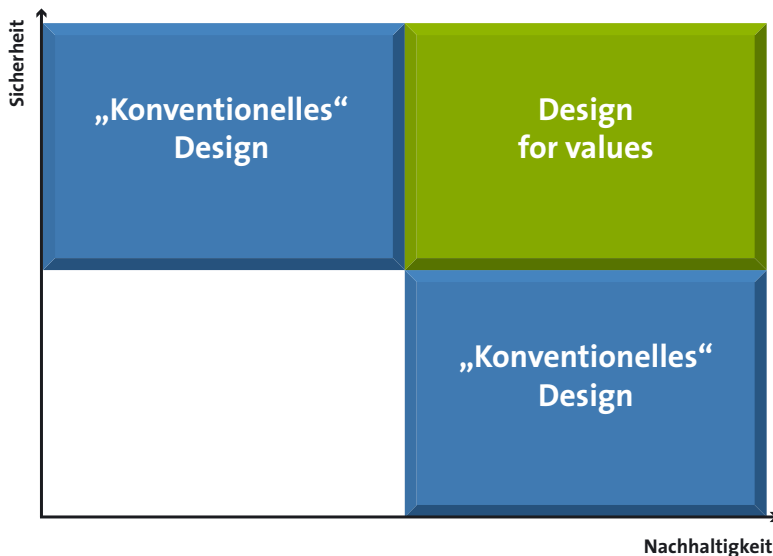 Sicherheit
„Konventionelles“
Design
Design
for values
„Konventionelles“
Design
Nachhaltigkeit